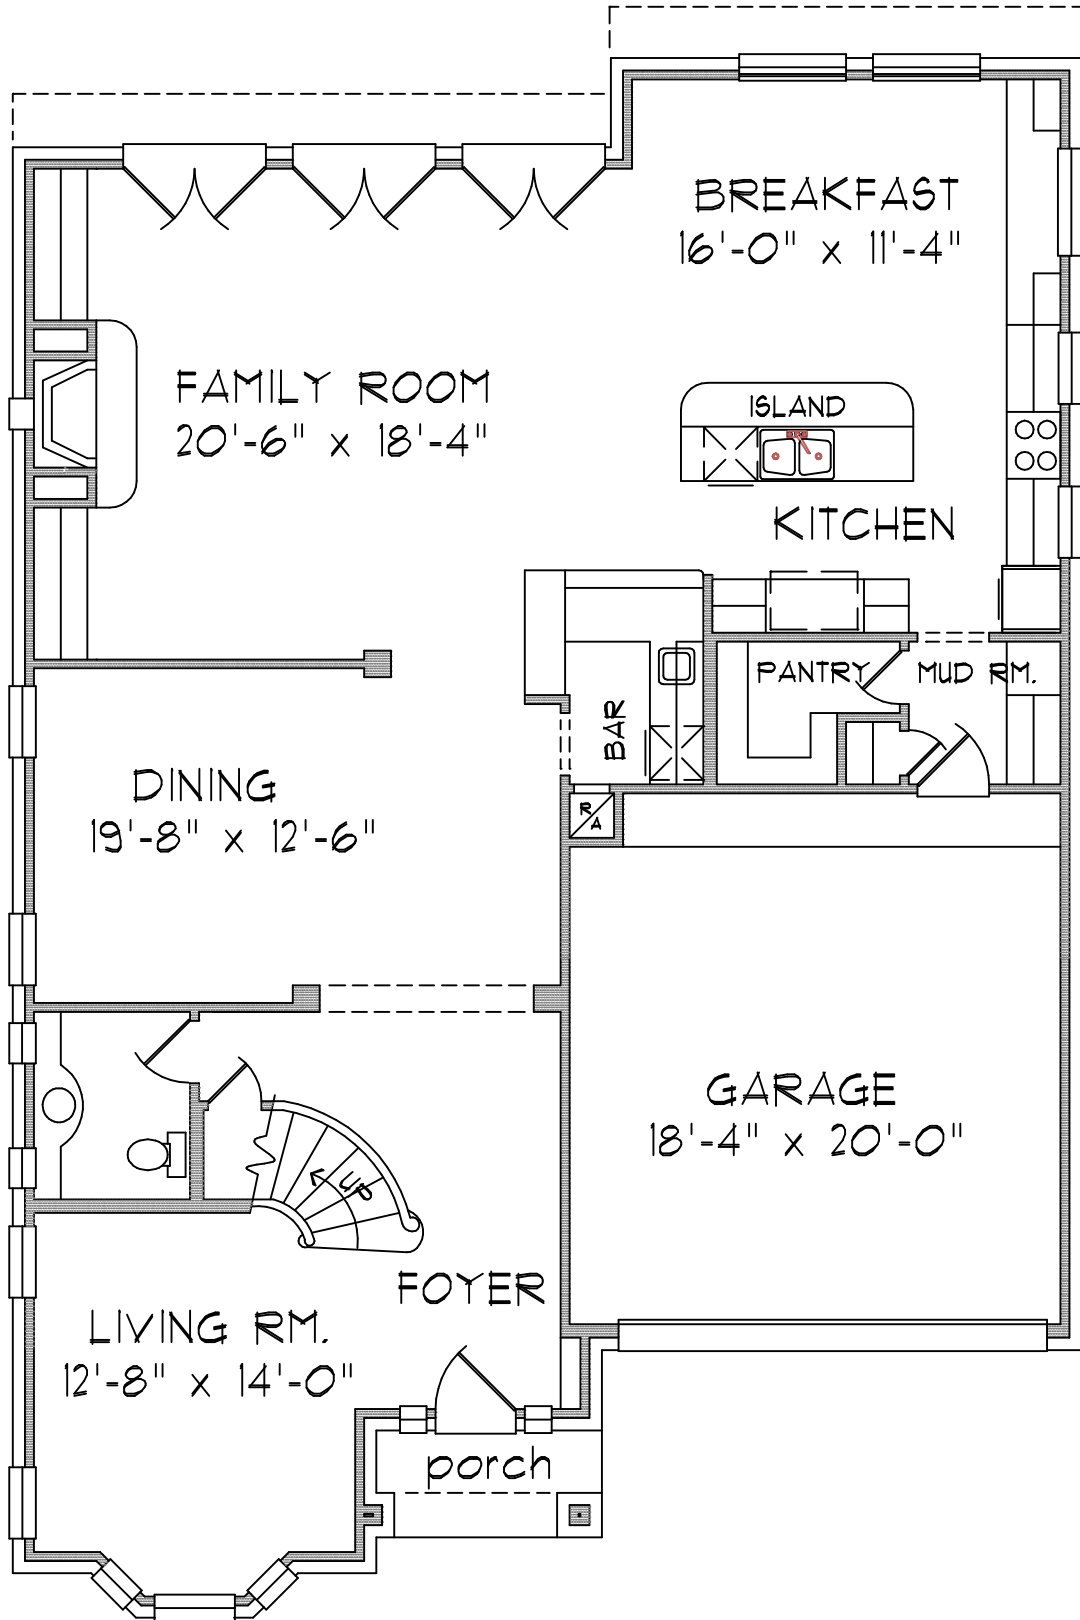 BREAKFAST
16'-0" x 11'-4"
FAMILY ROOM
20'-6" x 18'-4"
ISLAND
KITCHEN
PANTRY
MUD RM.
BAR
DINING
19'-8" x 12'-6"
R
A
GARAGE
18'-4" x 20'-0"
UP
FOYER
LIVING RM.
12'-8" x 14'-0"
porch